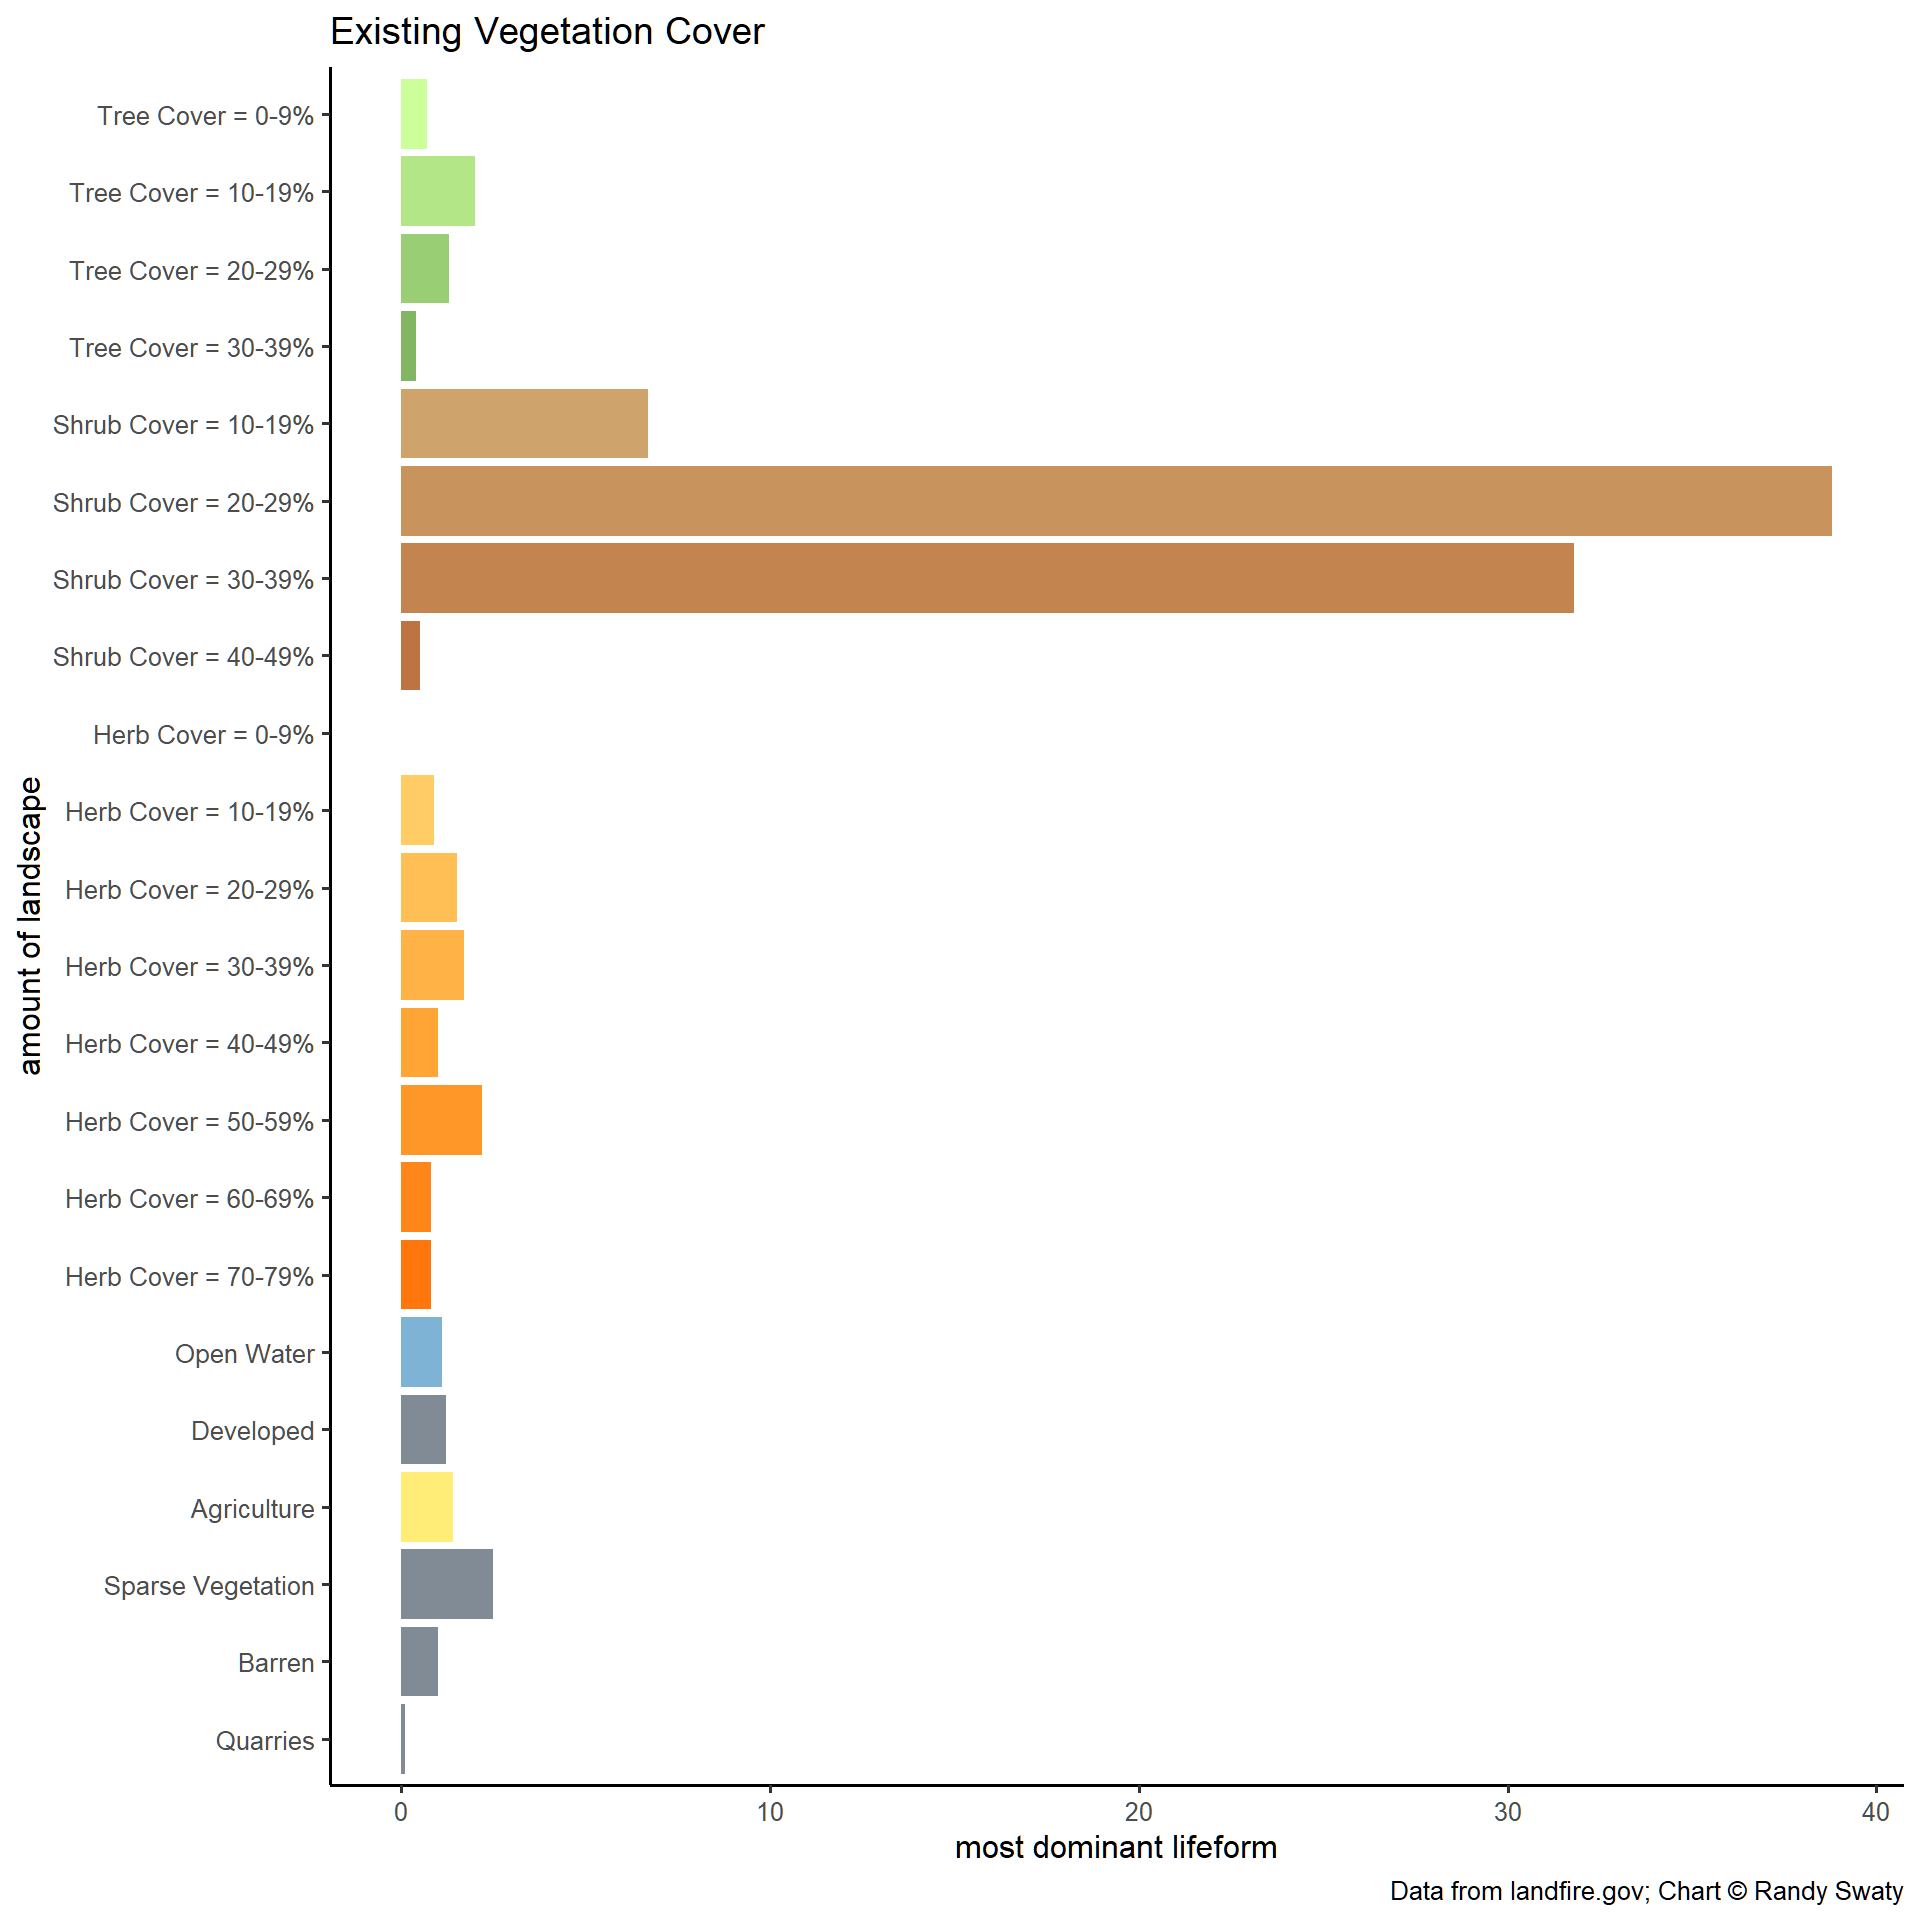 Existing Vegetation Cover
Tree Cover = 0-9%
Tree Cover = 10-19%
Tree Cover = 20-29%
Tree Cover = 30-39%
Shrub Cover = 10-19%
Shrub Cover = 20-29%
Shrub Cover = 30-39%
Shrub Cover = 40-49%
Herb Cover = 0-9%
Herb Cover = 10-19%
Herb Cover = 20-29%
Herb Cover = 30-39%
Herb Cover = 40-49%
Herb Cover = 50-59%
Herb Cover = 60-69%
Herb Cover = 70-79%
Open Water
Developed
Agriculture
Sparse Vegetation
Barren
Quarries
amount of landscape
0 10 20 30 40
most dominant lifeform
Data from landfire.gov; Chart © Randy Swaty